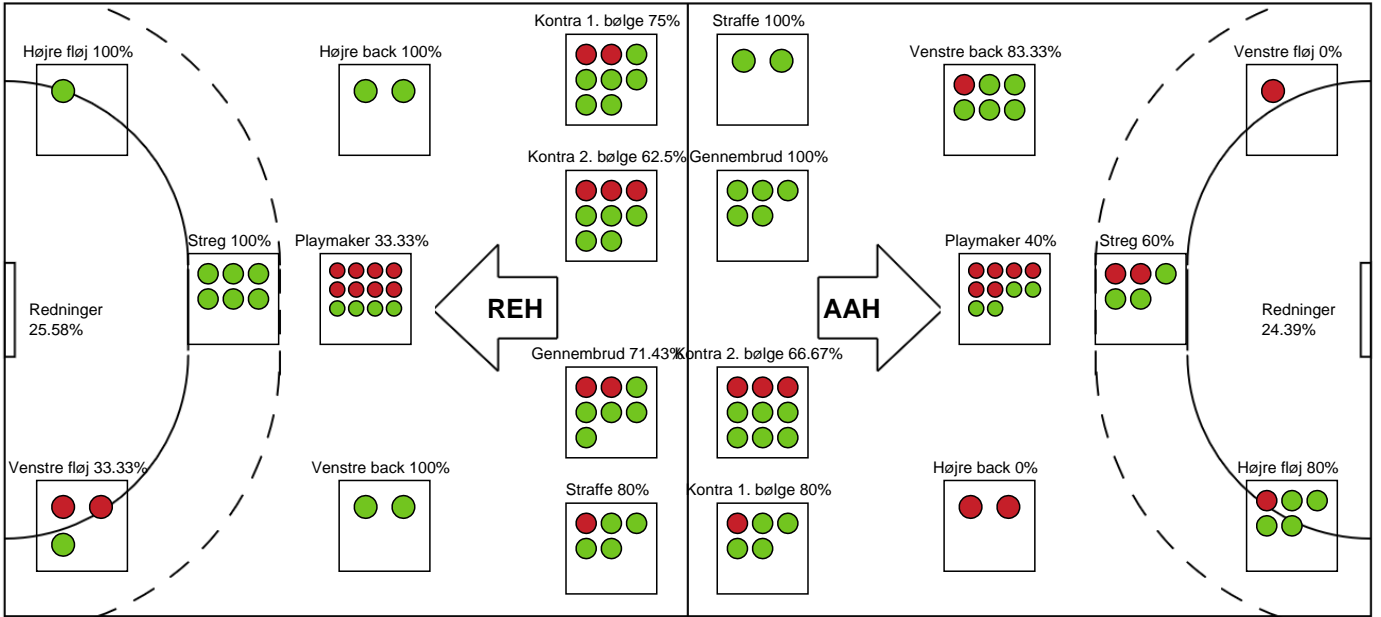 Kontra 1. bølge 75%
Straffe 100%
Højre fløj 100%
Højre back 100%
Venstre back 83.33%
Venstre fløj 0%
Kontra 2. bølge 62.5%
Gennembrud 100%
Streg 100%
Playmaker 33.33%
Playmaker 40%
Streg 60%
Redninger
25.58%
REH
AAH
Redninger
24.39%
Gennembrud 71.43%
Kontra 2. bølge 66.67%
Venstre fløj 33.33%
Venstre back 100%
Højre back 0%
Højre fløj 80%
Straffe 80%
Kontra 1. bølge 80%